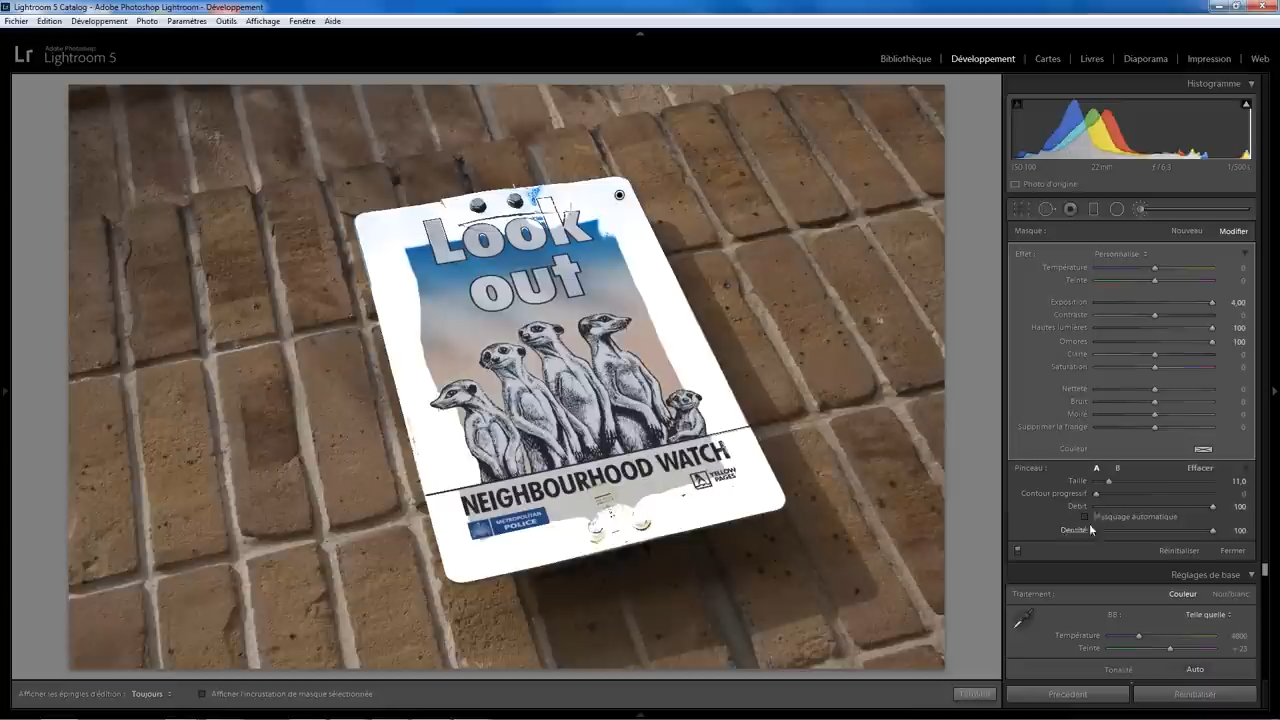 Lightroom 5 Catalog - Adobe Photoshop Lightroom - Développement
Fichier Edition Développement Photo Paramètres Outils Affichage Fenêtre Aide
Lr Adobe Photoshop Lightroom 5
Bibliothèque | Développement | Cartes | Livres | Diaporama | Impression | Web
Histogramme
ISO 100 22mm ƒ / 6,3
Photo d'origine
Masque : Nouveau Modifier
Effet : Personnalisé
Température 0
Teinte 0
Exposition 4,00
Contraste 0
Hautes lumières 100
Ombres 100
Clarté 0
Saturation 0
Netteté 0
Bruit 0
Moiré 0
Supprimer la frange 0
Couleur
Pinceau : A B Effacer
Taille 11,0
Contour progressif 0
Débit 100
Masquage automatique
Densité 100
Réinitialiser Fermer
Réglages de base
Traitement : Couleur Noir/blanc
BB : Telle quelle
Température 4800
Teinte + 23
Tonalité Auto
Précédent Réinitialiser
Look
out
NEIGHBOURHOOD WATCH
METROPOLITAN
POLICE
YELLOW
PAGES
Afficher les épingles d'édition : Toujours Afficher l'incrustation de masque sélectionnée